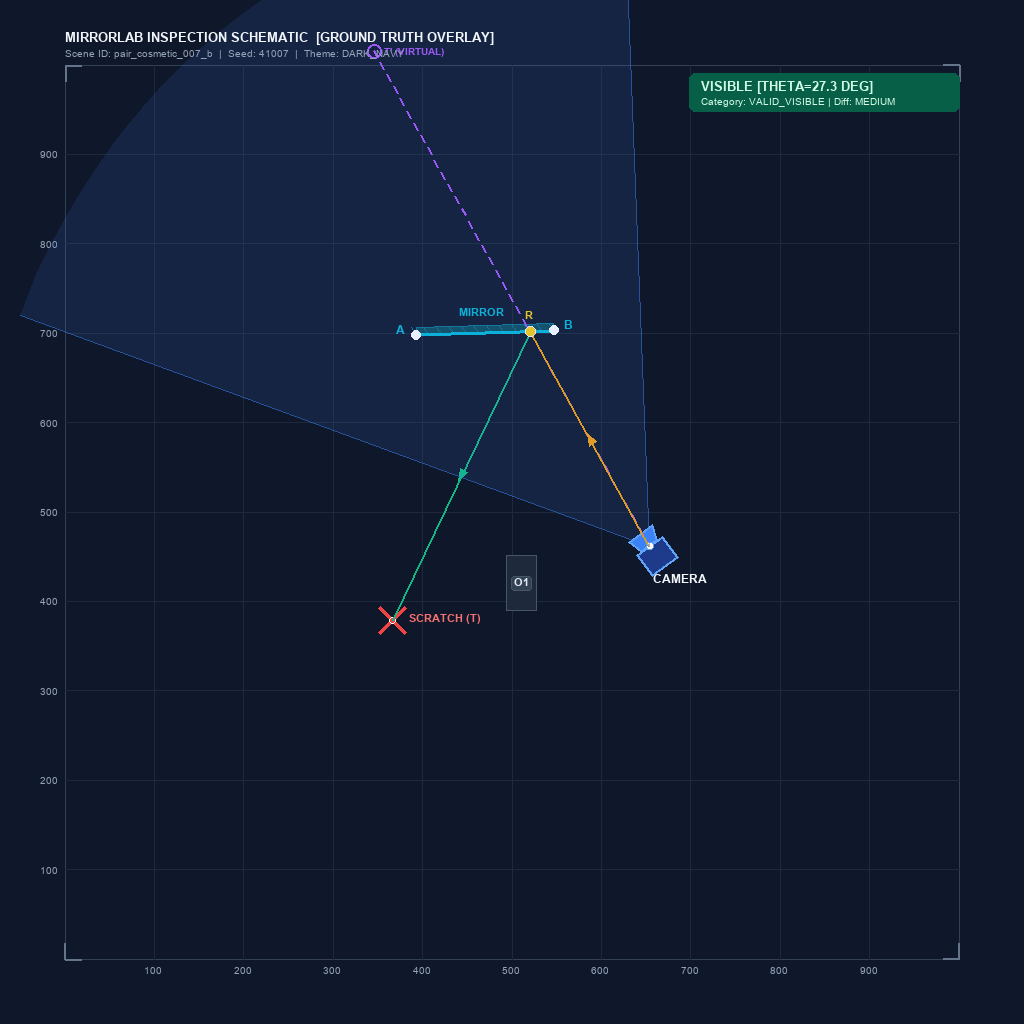 MIRRORLAB INSPECTION SCHEMATIC [GROUND TRUTH OVERLAY]
Scene ID: pair_cosmetic_007_b | Seed: 41007 | Theme: DARK_NAVY
(VIRTUAL)
VISIBLE [THETA=27.3 DEG]
Category: VALID_VISIBLE | Diff: MEDIUM
900
800
MIRROR
R
A
B
700
600
500
O1
CAMERA
400
SCRATCH (T)
300
200
100
100 200 300 400 500 600 700 800 900